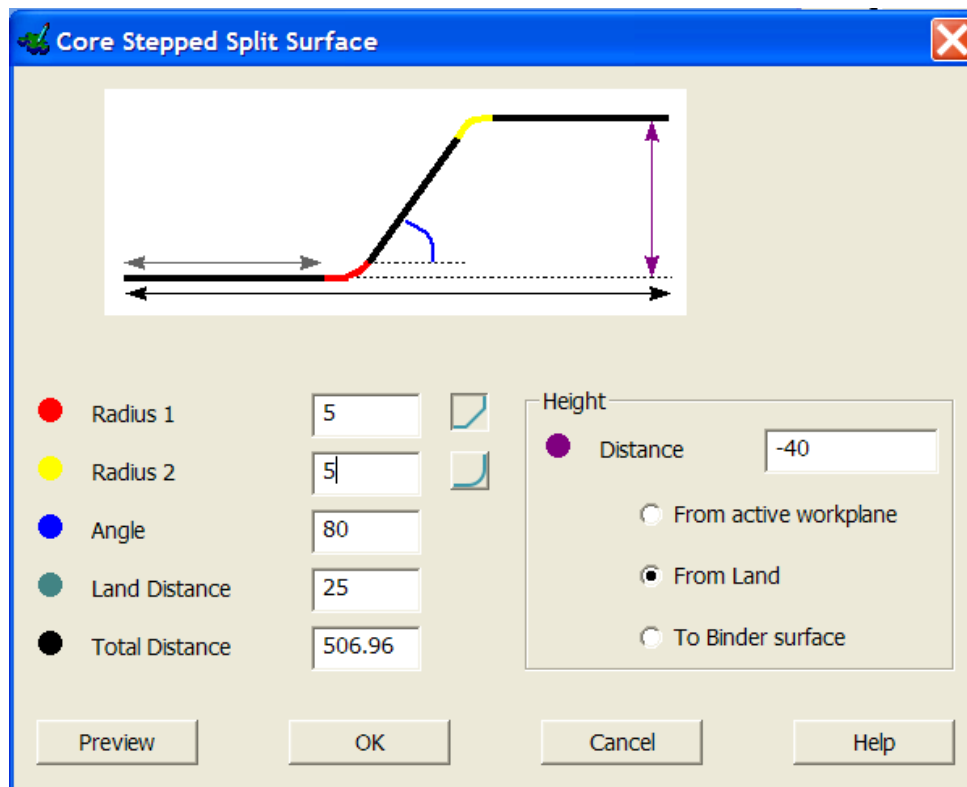 Core Stepped Split Surface
Radius 1 5
Radius 2 5
Angle 80
Land Distance 25
Total Distance 506.96
Height
Distance -40
From active workplane
From Land
To Binder surface
Preview OK Cancel Help